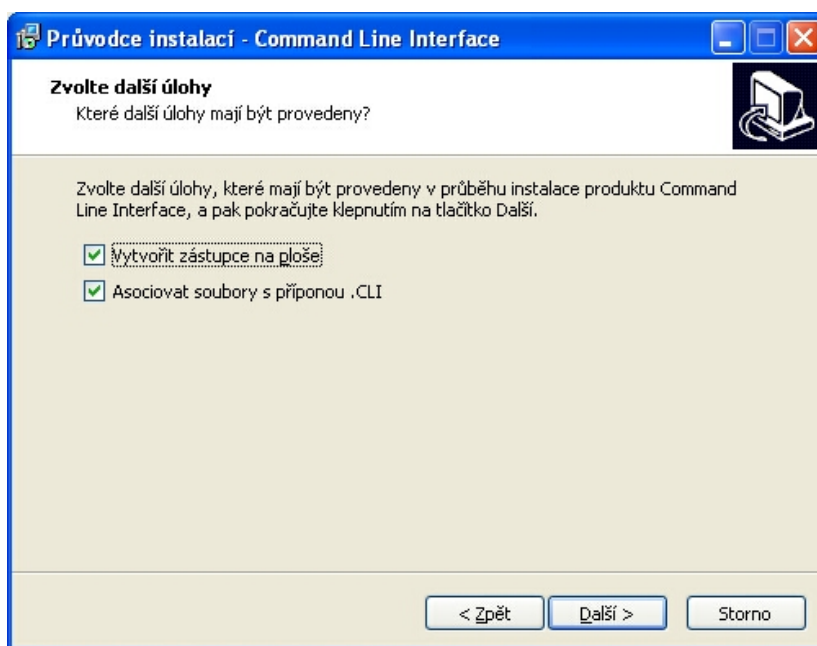 Průvodce instalací - Command Line Interface
Zvolte další úlohy
Které další úlohy mají být provedeny?
Zvolte další úlohy, které mají být provedeny v průběhu instalace produktu Command
Line Interface, a pak pokračujte klepnutím na tlačítko Další.
Vytvořit zástupce na ploše
Asociovat soubory s příponou .CLI
< Zpět
Další >
Storno